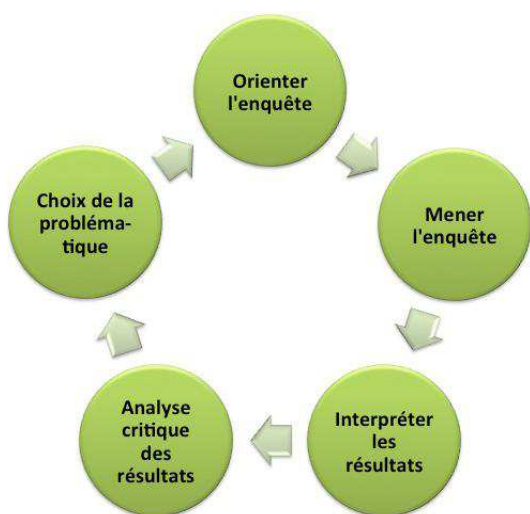 Orienter
l'enquête
Mener
l'enquête
Interpréter
les
résultats
Analyse
critique
des
résultats
Choix de la
probléma-
tique